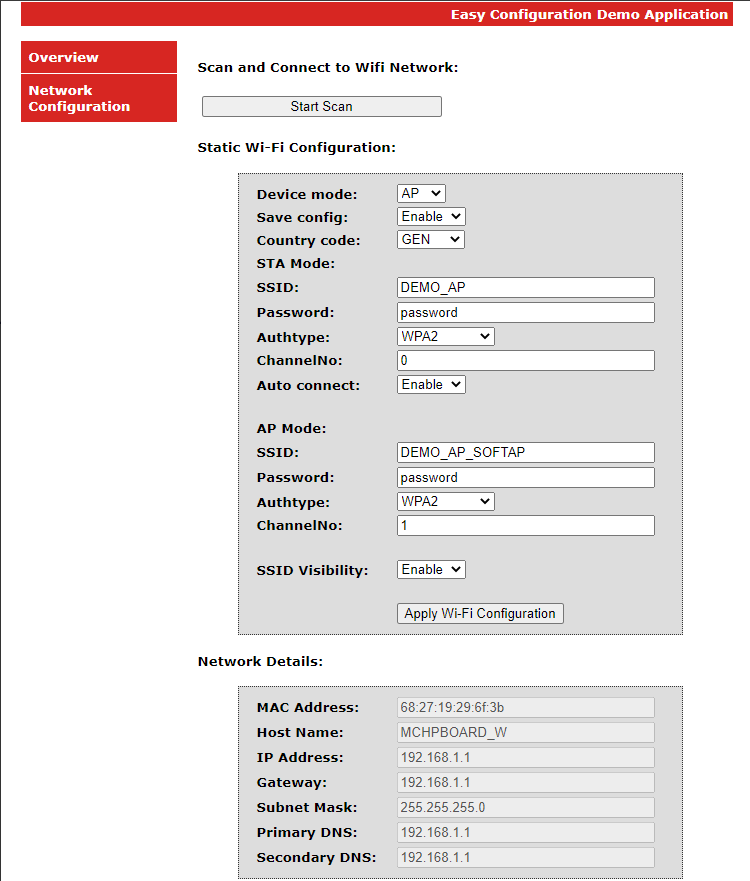 Easy Configuration Demo Application
Overview
Network
Configuration
Scan and Connect to Wifi Network:
Start Scan
Static Wi-Fi Configuration:
Device mode: AP
Save config: Enable
Country code: GEN
STA Mode:
SSID: DEMO_AP
Password: password
Authtype: WPA2
ChannelNo: 0
Auto connect: Enable
AP Mode:
SSID: DEMO_AP_SOFTAP
Password: password
Authtype: WPA2
ChannelNo: 1
SSID Visibility: Enable
Apply Wi-Fi Configuration
Network Details:
MAC Address: 68:27:19:29:6f:3b
Host Name: MCHPBOARD_W
IP Address: 192.168.1.1
Gateway: 192.168.1.1
Subnet Mask: 255.255.255.0
Primary DNS: 192.168.1.1
Secondary DNS: 192.168.1.1